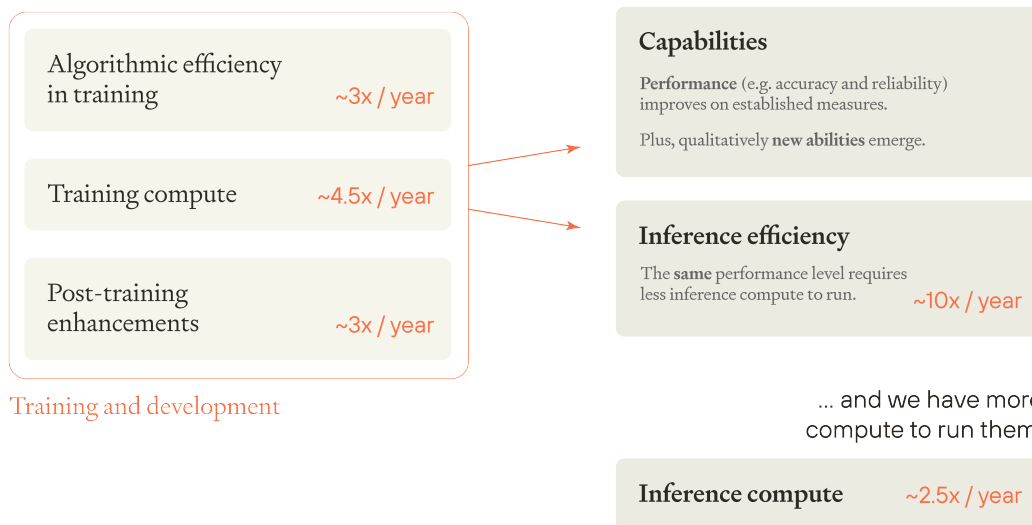 Algorithmic efficiency
in training
~3x / year
Training compute
~4.5x / year
Post-training
enhancements
~3x / year
Training and development
Capabilities
Performance (e.g. accuracy and reliability)
improves on established measures.
Plus, qualitatively new abilities emerge.
Inference efficiency
The same performance level requires
less inference compute to run.
~10x / year
... and we have more
compute to run them
Inference compute
~2.5x / year